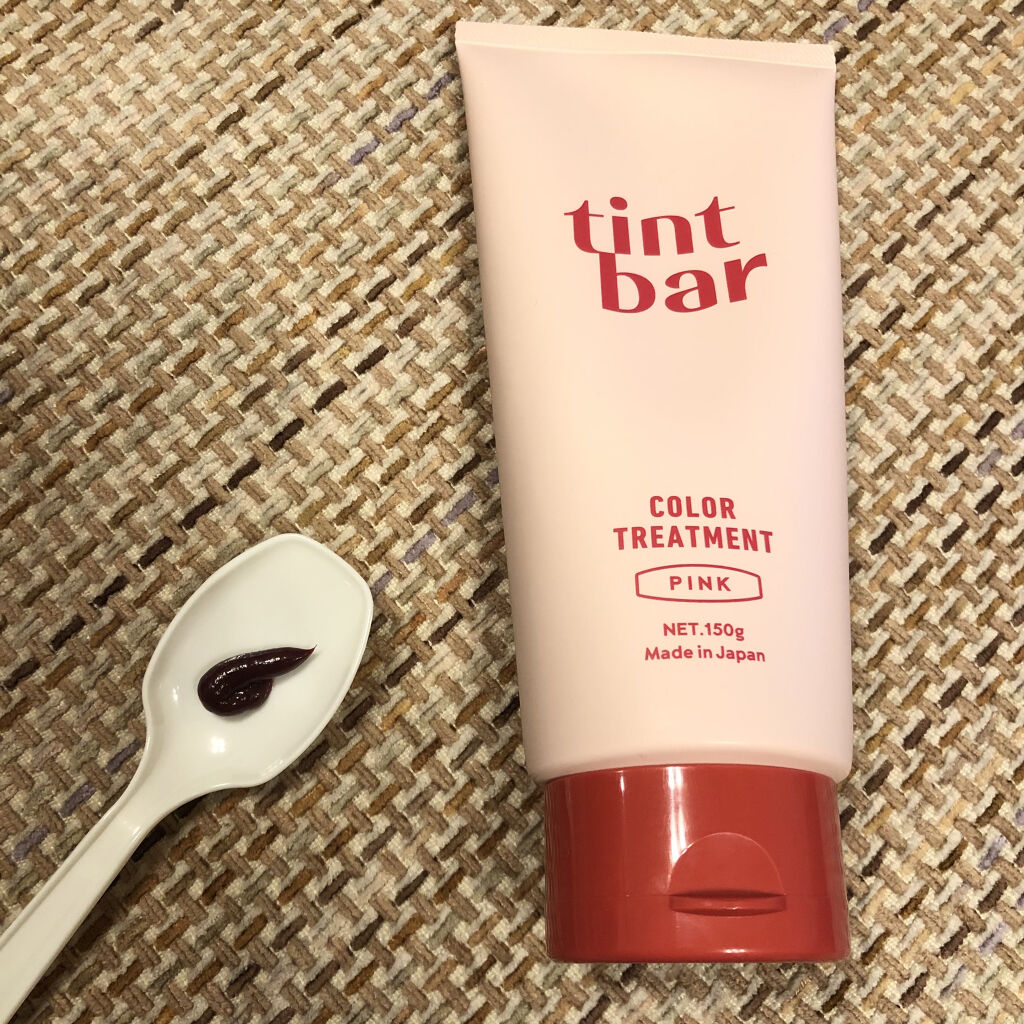 tint
bar
COLOR
TREATMENT
PINK
NET.150g
Made in Japan